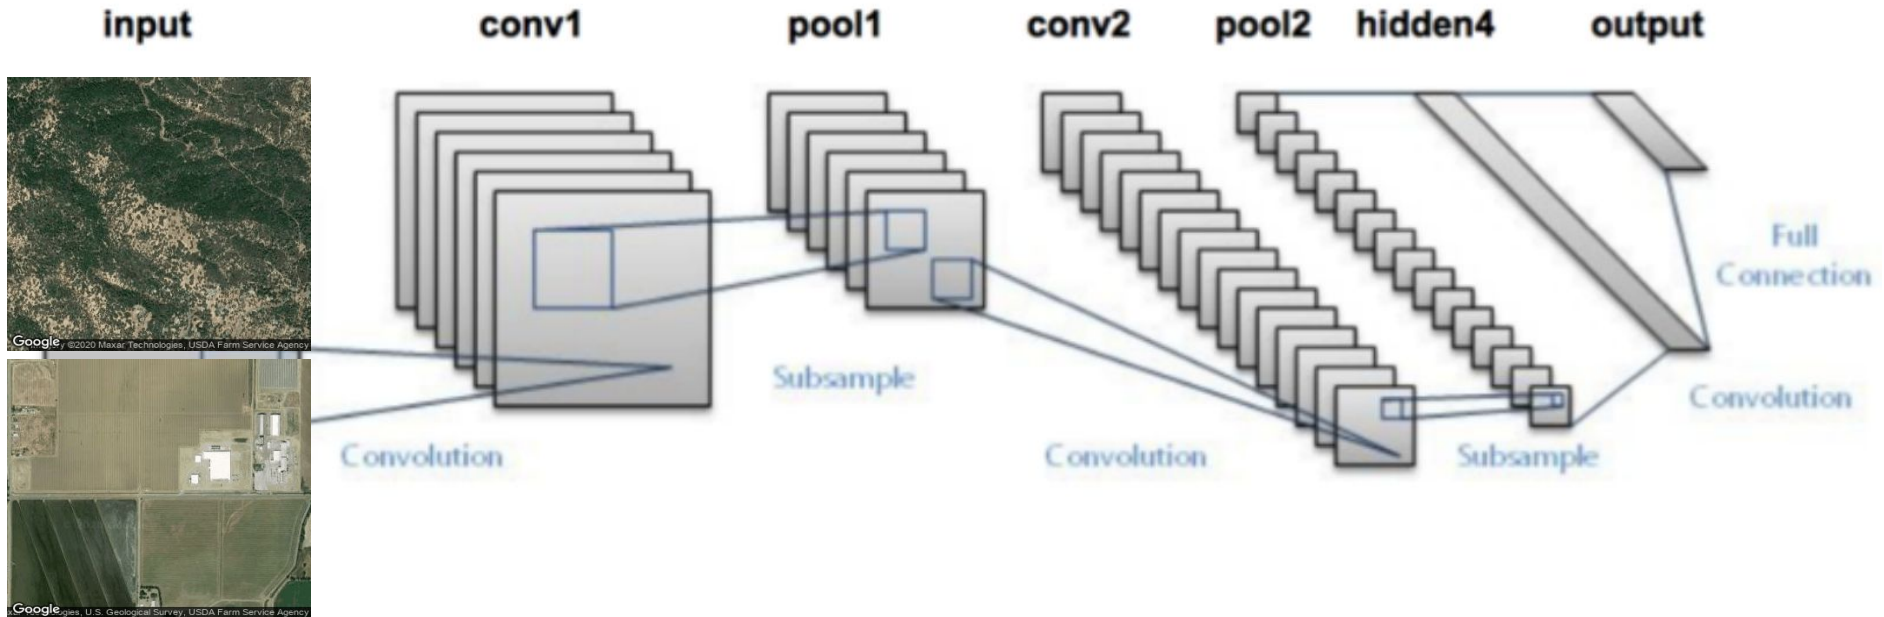 input conv1 pool1 conv2 pool2 hidden4 output
Google
©2020 Maxar Technologies, USDA Farm Service Agency
Google
U.S. Geological Survey, USDA Farm Service Agency
Convolution
Subsample
Convolution
Subsample
Full
Connection
Convolution